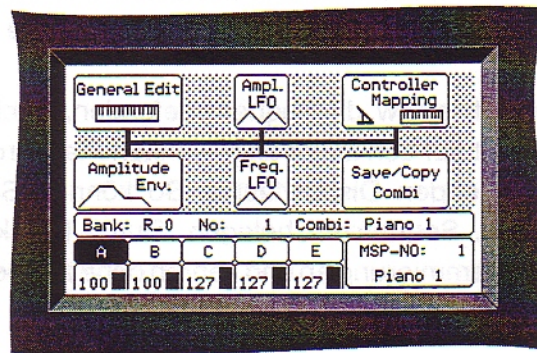 General Edit
Ampl. LFO
Controller Mapping
Amplitude Env.
Freq. LFO
Save/Copy Combi
Bank: R_0 No: 1 Combi: Piano 1
A B C D E MSP-NO: 1
100 100 127 127 127 Piano 1